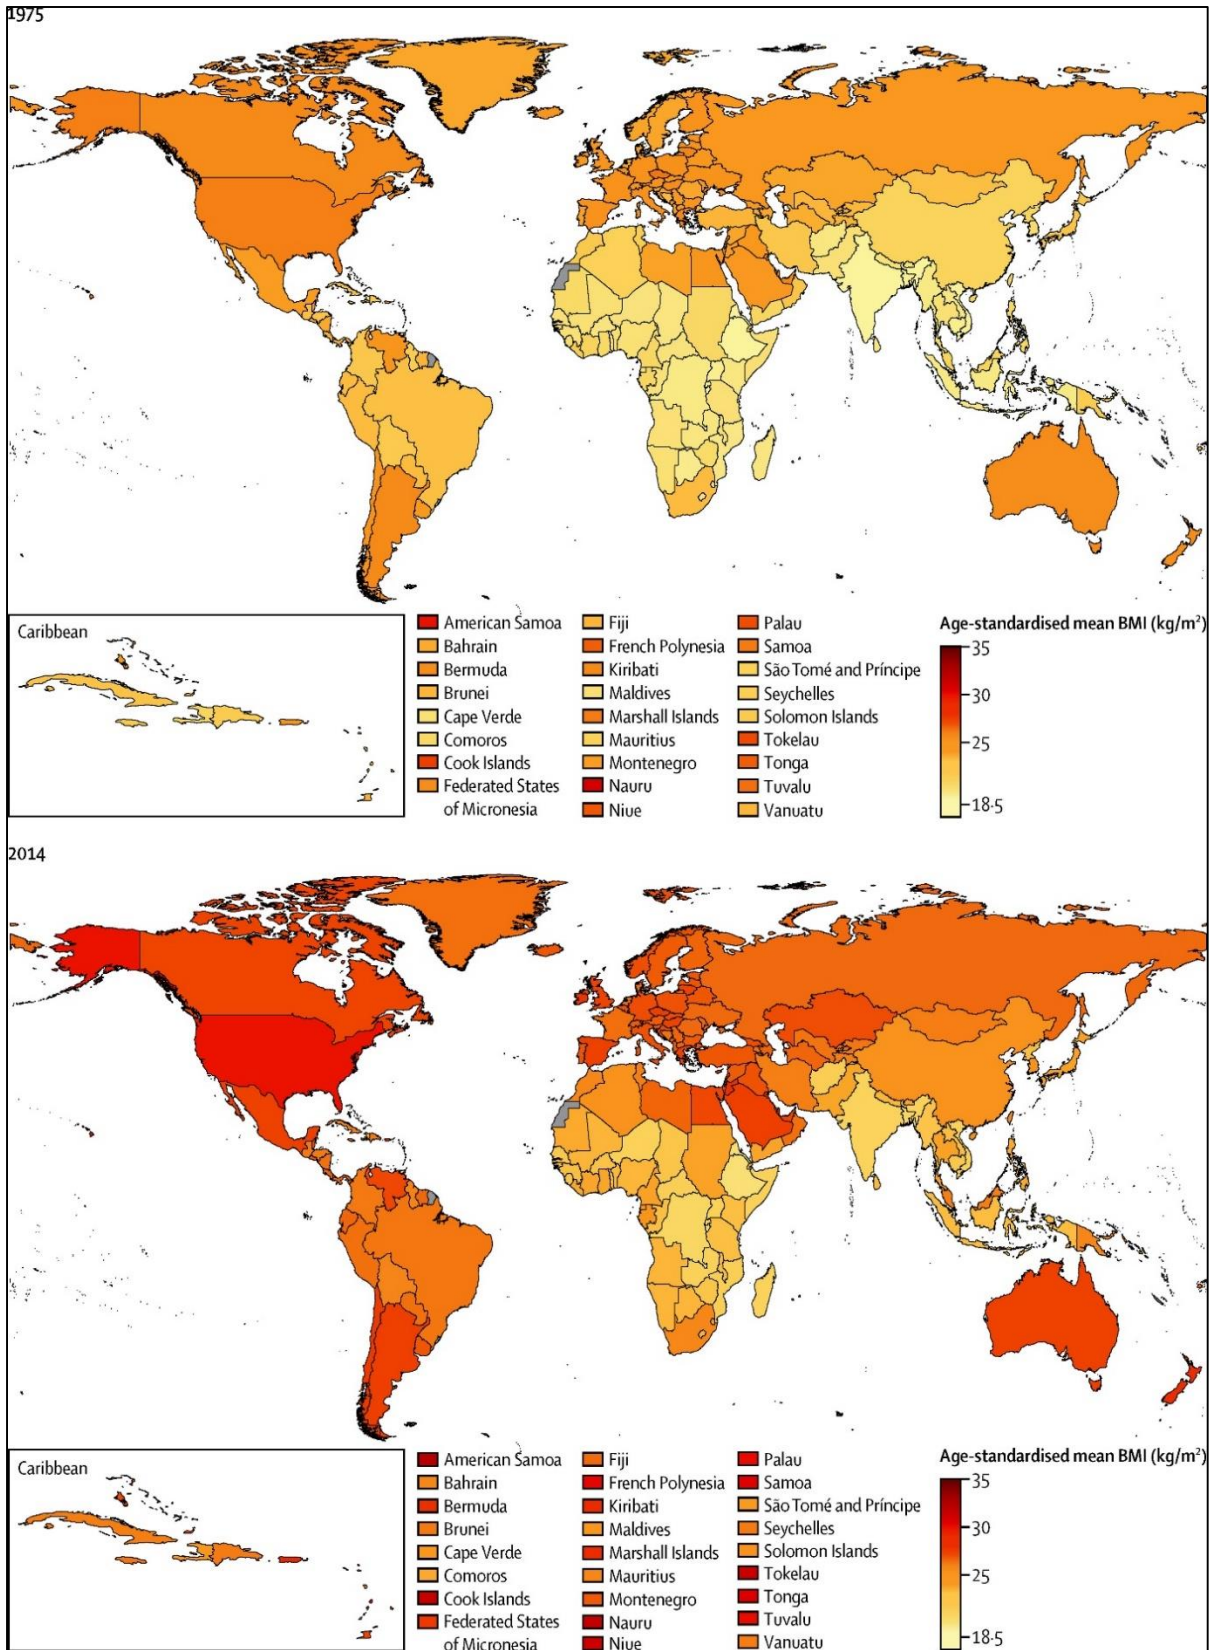 1975
Caribbean
American Samoa
Bahrain
Bermuda
Brunei
Cape Verde
Comoros
Cook Islands
Federated States
of Micronesia
Fiji
French Polynesia
Kiribati
Maldives
Marshall Islands
Mauritius
Montenegro
Nauru
Niue
Palau
Samoa
São Tomé and Príncipe
Seychelles
Solomon Islands
Tokelau
Tonga
Tuvalu
Vanuatu
Age-standardised mean BMI (kg/m²)
35
30
25
18·5
2014
Caribbean
American Samoa
Bahrain
Bermuda
Brunei
Cape Verde
Comoros
Cook Islands
Federated States
of Micronesia
Fiji
French Polynesia
Kiribati
Maldives
Marshall Islands
Mauritius
Montenegro
Nauru
Niue
Palau
Samoa
São Tomé and Príncipe
Seychelles
Solomon Islands
Tokelau
Tonga
Tuvalu
Vanuatu
Age-standardised mean BMI (kg/m²)
35
30
25
18·5